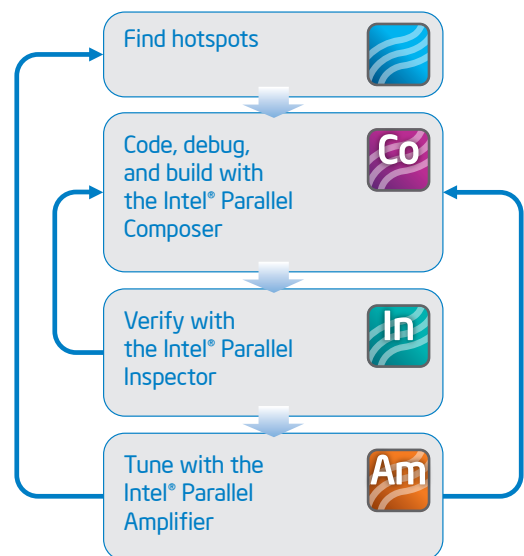 Find hotspots
Code, debug,
and build with
the Intel® Parallel
Composer
Co
Verify with
the Intel® Parallel
Inspector
In
Tune with the
Intel® Parallel
Amplifier
Am